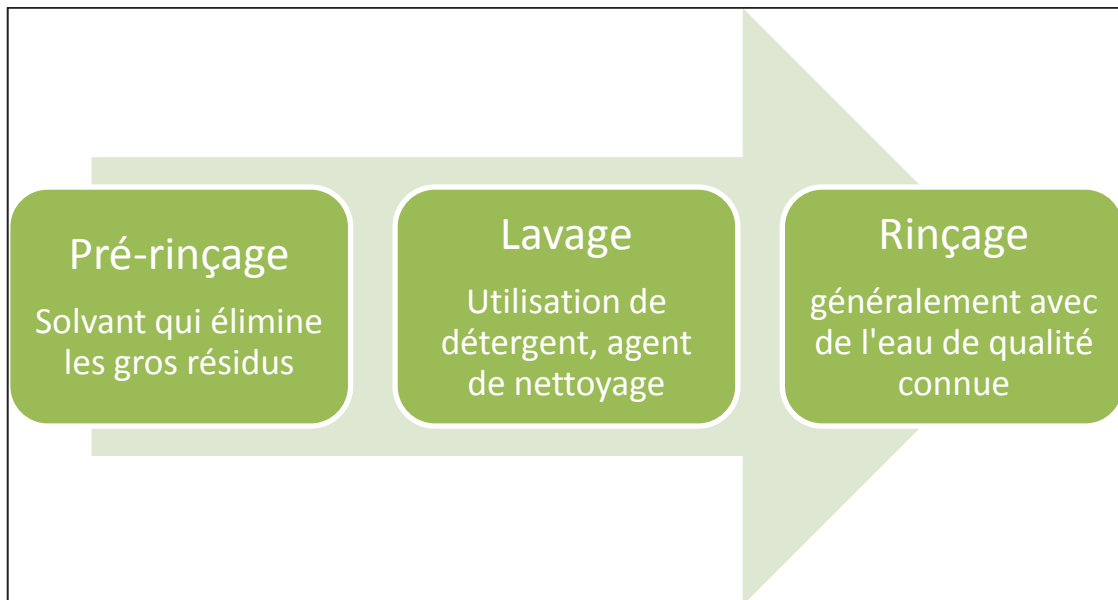 Pré-rinçage
Solvant qui élimine
les gros résidus
Lavage
Utilisation de
détergent, agent
de nettoyage
Rinçage
généralement avec
de l'eau de qualité
connue